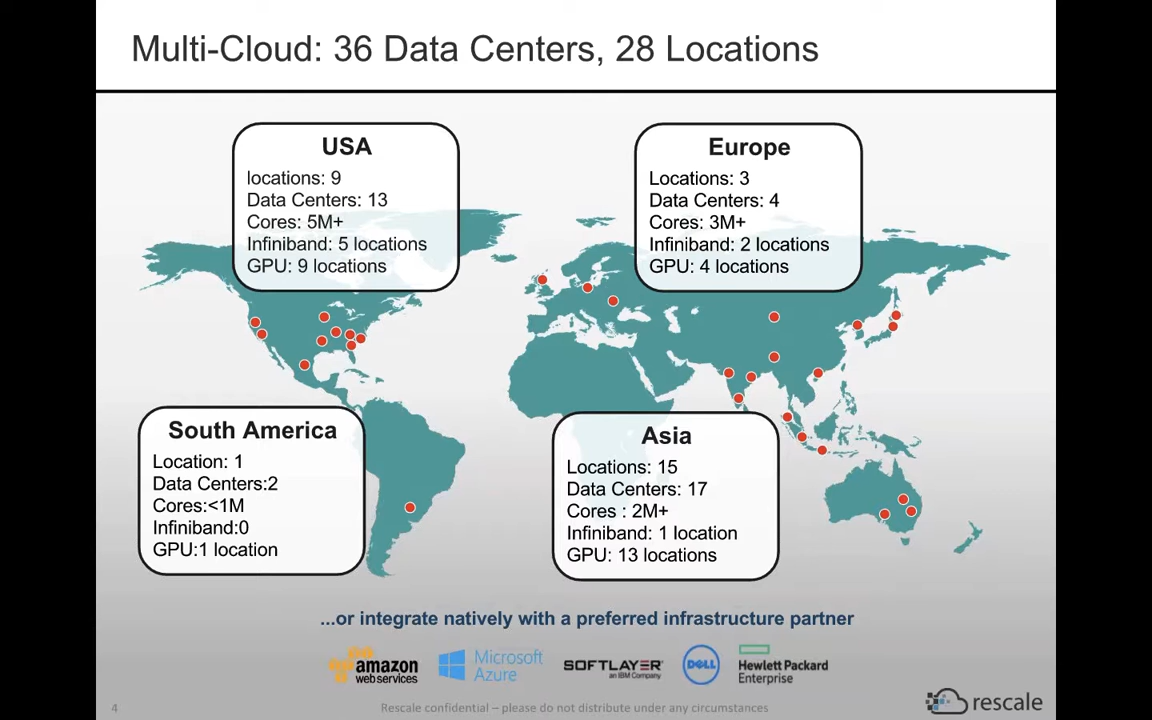 Multi-Cloud: 36 Data Centers, 28 Locations
USA
locations: 9
Data Centers: 13
Cores: 5M+
Infiniband: 5 locations
GPU: 9 locations
Europe
Locations: 3
Data Centers: 4
Cores: 3M+
Infiniband: 2 locations
GPU: 4 locations
South America
Location: 1
Data Centers:2
Cores:<1M
Infiniband:0
GPU:1 location
Asia
Locations: 15
Data Centers: 17
Cores : 2M+
Infiniband: 1 location
GPU: 13 locations
...or integrate natively with a preferred infrastructure partner
amazon
webservices
Microsoft
Azure
SOFTLAYER
an IBM Company
DELL
Hewlett Packard
Enterprise
4
Rescale confidential – please do not distribute under any circumstances
rescale